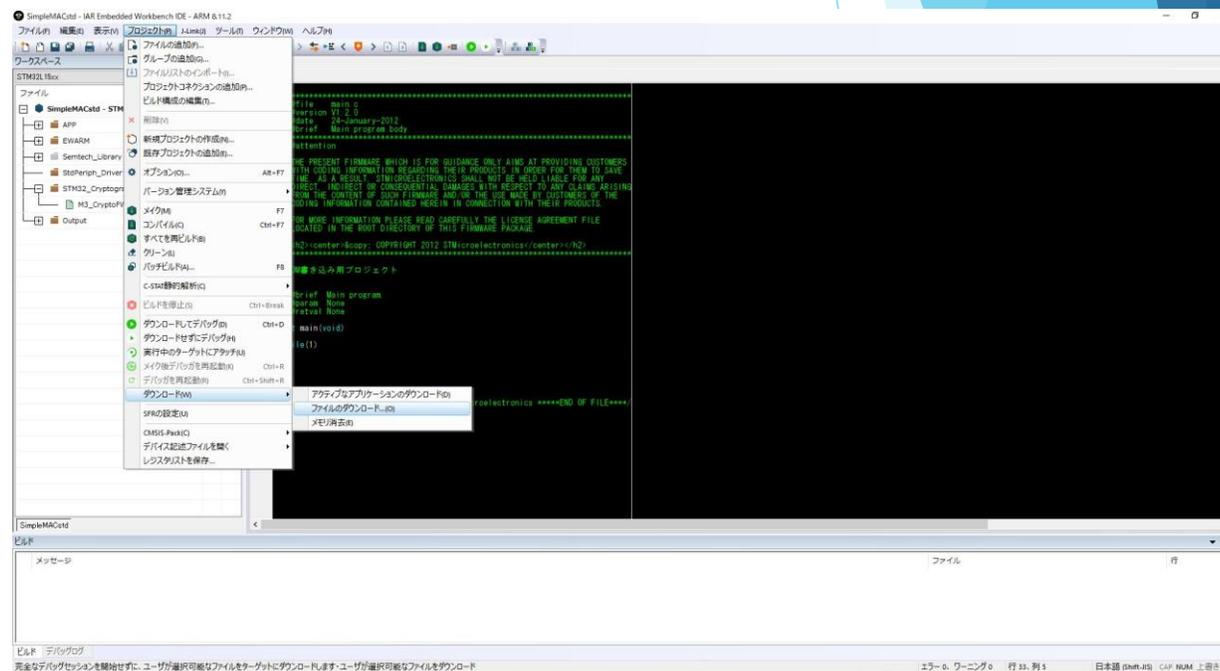 SimpleMACstd - IAR Embedded Workbench IDE - ARM 8.11.2
ファイル(F) 編集(E) 表示(V) プロジェクト(P) J-Link(J) ツール(T) ウィンドウ(W) ヘルプ(H)
ワークスペース
STM32L15xx
ファイル
SimpleMACstd - STM
APP
EWARM
Semtech_Library
StdPeriph_Driver
STM32_Cryptogra
M3_CryptoFW
Output
SimpleMACstd
ファイルの追加(F)...
グループの追加(G)...
ファイルリストのインポート(I)...
プロジェクトコネクションの追加(P)...
ビルド構成の編集(T)...
削除(V)
新規プロジェクトの作成(N)...
既存プロジェクトの追加(E)...
オプション(O)... Alt+F7
バージョン管理システム(Y)
メイク(M) F7
コンパイル(C) Ctrl+F7
すべてを再ビルド(B)
クリーン(L)
バッチビルド(A)... F8
C-STAT静的解析(C)
ビルドを停止(S) Ctrl+Break
ダウンロードしてデバッグ(D) Ctrl+D
ダウンロードせずにデバッグ(H)
実行中のターゲットにアタッチ(U)
メイク後デバッガを再起動(K) Ctrl+R
デバッガを再起動(R) Ctrl+Shift+R
ダウンロード(W)
SFRの設定(U)
CMSIS-Pack(C)
デバイス記述ファイルを開く
レジスタリストを保存...
アクティブなアプリケーションのダウンロード(D)
ファイルのダウンロード...(O)
メモリ消去(E)
file main.c
version V1.2.0
date 24-January-2012
brief Main program body
attention
THE PRESENT FIRMWARE WHICH IS FOR GUIDANCE ONLY AIMS AT PROVIDING CUSTOMERS
WITH CODING INFORMATION REGARDING THEIR PRODUCTS IN ORDER FOR THEM TO SAVE
TIME. AS A RESULT, STMICROELECTRONICS SHALL NOT BE HELD LIABLE FOR ANY
DIRECT, INDIRECT OR CONSEQUENTIAL DAMAGES WITH RESPECT TO ANY CLAIMS ARISING
FROM THE CONTENT OF SUCH FIRMWARE AND/OR THE USE MADE BY CUSTOMERS OF THE
CODING INFORMATION CONTAINED HEREIN IN CONNECTION WITH THEIR PRODUCTS.
FOR MORE INFORMATION PLEASE READ CAREFULLY THE LICENSE AGREEMENT FILE
LOCATED IN THE ROOT DIRECTORY OF THIS FIRMWARE PACKAGE.
h2><center>&copy; COPYRIGHT 2012 STMicroelectronics</center></h2>
書き込み用プロジェクト
brief Main program
param None
retval None
main(void)
le(1)
roelectronics *****END OF FILE****/
ビルド
メッセージ ファイル 行
ビルド デバッグログ
完全なデバッグセッションを開始せずに、ユーザが選択可能なファイルをターゲットにダウンロードします・ユーザが選択可能なファイルをダウンロード
エラー 0、ワーニング 0 行 33、列 5 日本語 (Shift-JIS) CAP NUM 上書き